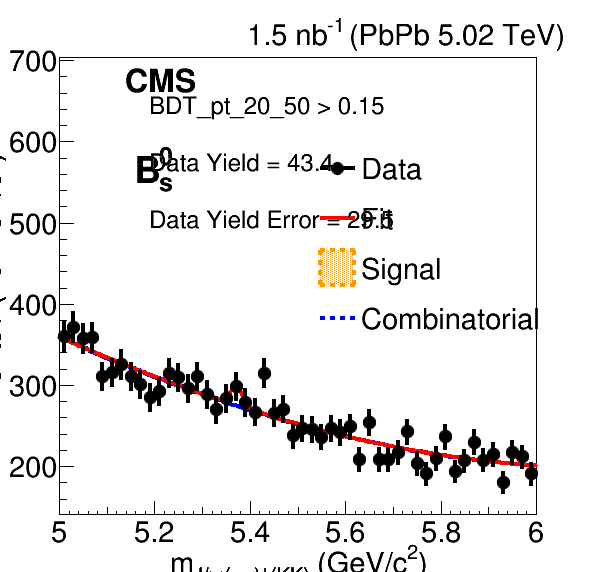 1.5 nb⁻¹ (PbPb 5.02 TeV)
700
CMS
BDT_pt_20_50 > 0.15
600
Data Yield = 43.4
B⁰ₛ
Data
500
Data Yield Error = 29.5
Fit
Signal
400
Combinatorial
300
200
5 5.2 5.4 5.6 5.8 6
(GeV/c²)